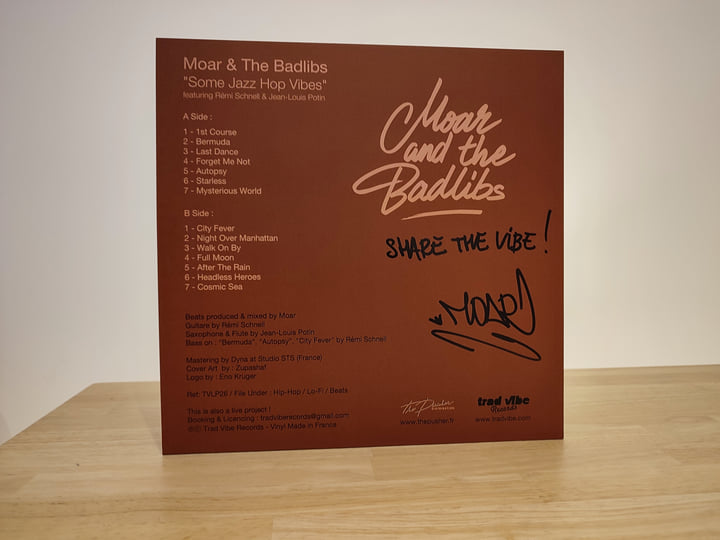 Moar & The Badlibs
"Some Jazz Hop Vibes"
featuring Rémi Schnell & Jean-Louis Potin
A Side :
1 - 1st Course
2 - Bermuda
3 - Last Dance
4 - Forget Me Not
5 - Autopsy
6 - Starless
7 - Mysterious World
B Side :
1 - City Fever
2 - Night Over Manhattan
3 - Walk On By
4 - Full Moon
5 - After The Rain
6 - Headless Heroes
7 - Cosmic Sea
Beats produced & mixed by Moar
Guitare by Rémi Schnell
Saxophone & Flute by Jean-Louis Potin
Bass on : "Bermuda", "Autopsy", "City Fever" by Rémi Schnell
Mastering by Dyna at Studio STS (France)
Cover Art by : Zupashaf
Logo by : Eno Krüger
Ref: TVLP26 / File Under : Hip-Hop / Lo-Fi / Beats
This is also a live project !
Booking & Licencing : tradviberecords@gmail.com
℗© Trad Vibe Records - Vinyl Made in France
Moar
and the
Badlibs
SHARE THE ViBE !
MOAR
The Pusher
DISTRIBUTION
www.thepusher.fr
trad vibe
Records
www.tradvibe.com